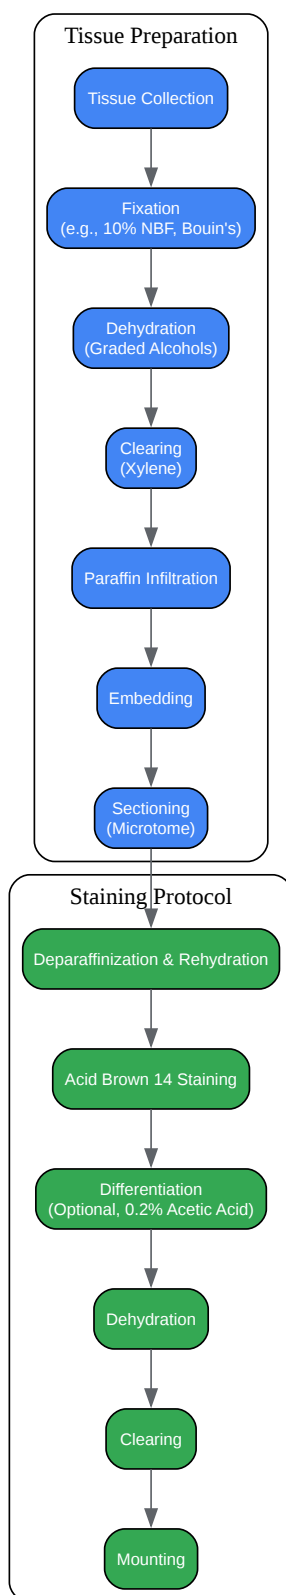 Tissue Preparation
Tissue Collection
Fixation
(e.g., 10% NBF, Bouin's)
Dehydration
(Graded Alcohols)
Clearing
(Xylene)
Paraffin Infiltration
Embedding
Sectioning
(Microtome)
Staining Protocol
Deparaffinization & Rehydration
Acid Brown 14 Staining
Differentiation
(Optional, 0.2% Acetic Acid)
Dehydration
Clearing
Mounting